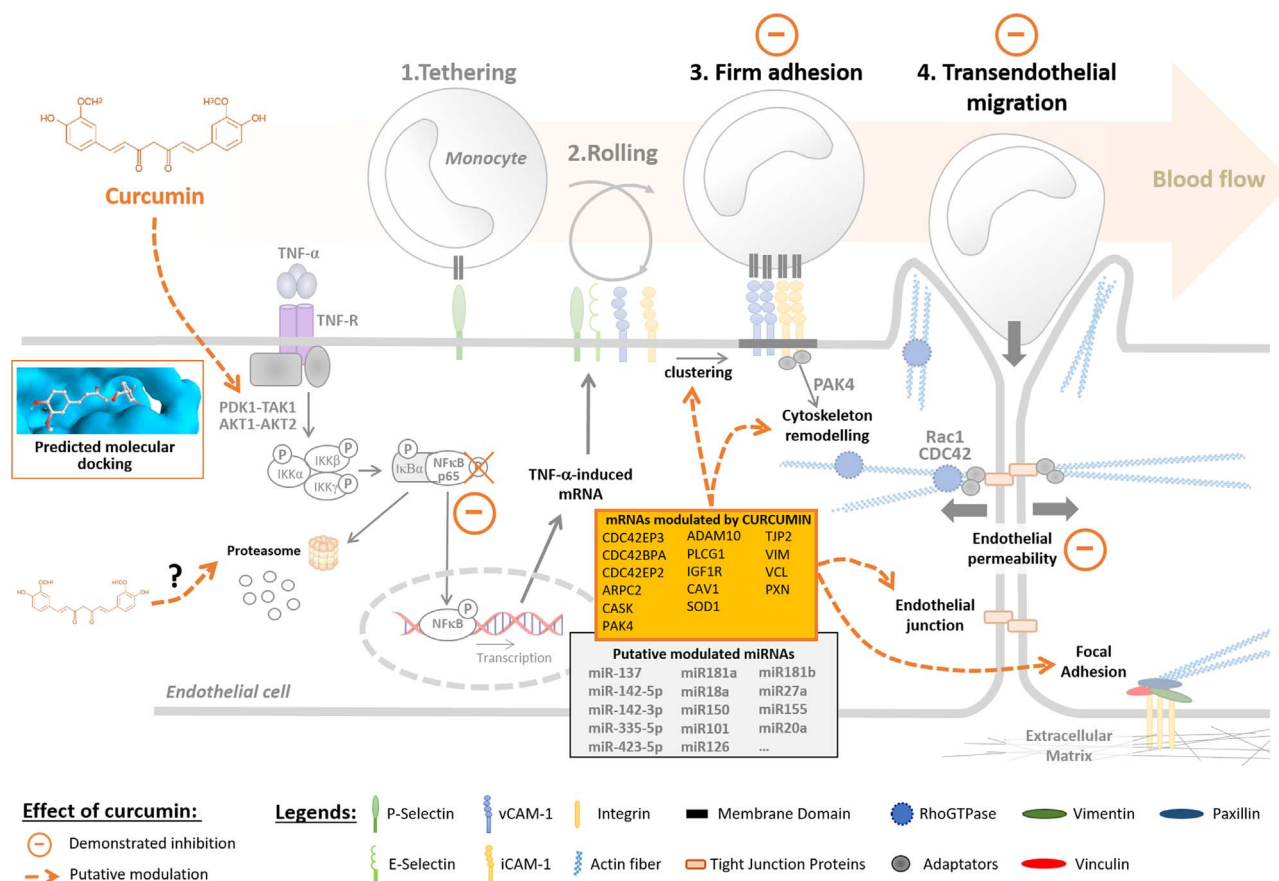 1.Tethering
3. Firm adhesion
4. Transendothelial
migration
OCH³
H³CO
HO
OH
O
O
Monocyte
2.Rolling
Blood flow
Curcumin
TNF-α
TNF-R
clustering
PAK4
PDK1-TAK1
AKT1-AKT2
Predicted molecular
docking
Cytoskeleton
remodelling
Rac1
CDC42
P
IKKα
IKKβ
P
IKKγ
P
P
IκBα
NFκB
p65
P
TNF-α-induced
mRNA
Proteasome
?
OCH³
H³CO
HO
OH
O
O
mRNAs modulated by CURCUMIN
CDC42EP3 ADAM10 TJP2
CDC42BPA PLCG1 VIM
CDC42EP2 IGF1R VCL
ARPC2 CAV1 PXN
CASK SOD1
PAK4
Endothelial
permeability
Endothelial
junction
Focal
Adhesion
NFκB
P
Transcription
Putative modulated miRNAs
miR-137 miR181a miR181b
miR-142-5p miR18a miR27a
miR-142-3p miR150 miR155
miR-335-5p miR101 miR20a
miR-423-5p miR126 ...
Endothelial cell
Extracellular
Matrix
Effect of curcumin:
Demonstrated inhibition
Putative modulation
Legends:
P-Selectin
vCAM-1
Integrin
Membrane Domain
RhoGTPase
Vimentin
Paxillin
E-Selectin
iCAM-1
Actin fiber
Tight Junction Proteins
Adaptators
Vinculin